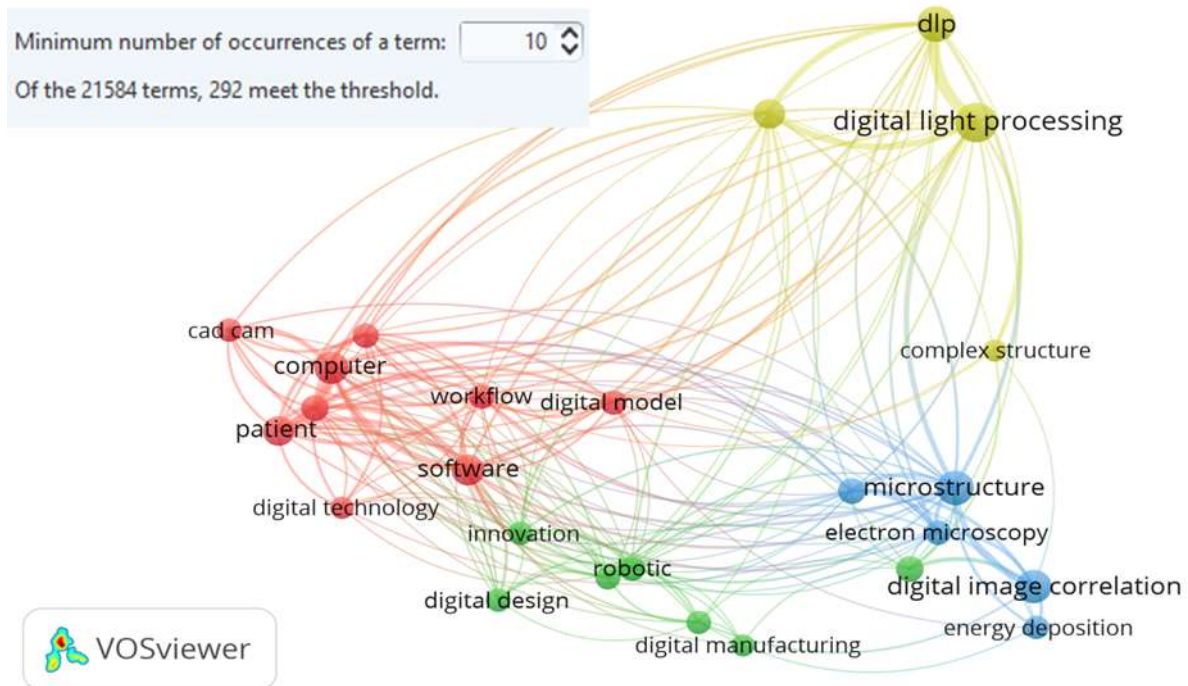 Minimum number of occurrences of a term: 10
Of the 21584 terms, 292 meet the threshold.
dlp
digital light processing
cad cam
computer
complex structure
workflow
digital model
patient
software
microstructure
digital technology
innovation
electron microscopy
robotic
digital image correlation
digital design
energy deposition
digital manufacturing
VOSviewer